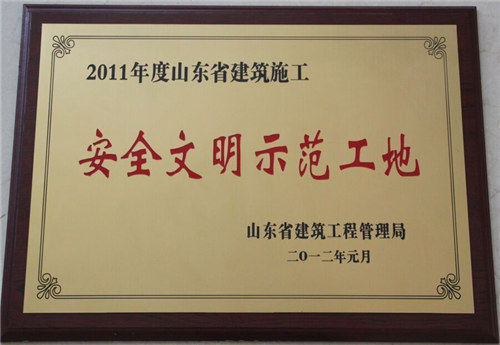 2011年度山东省建筑施工
安全文明示范工地
山东省建筑工程管理局
二〇一二年元月